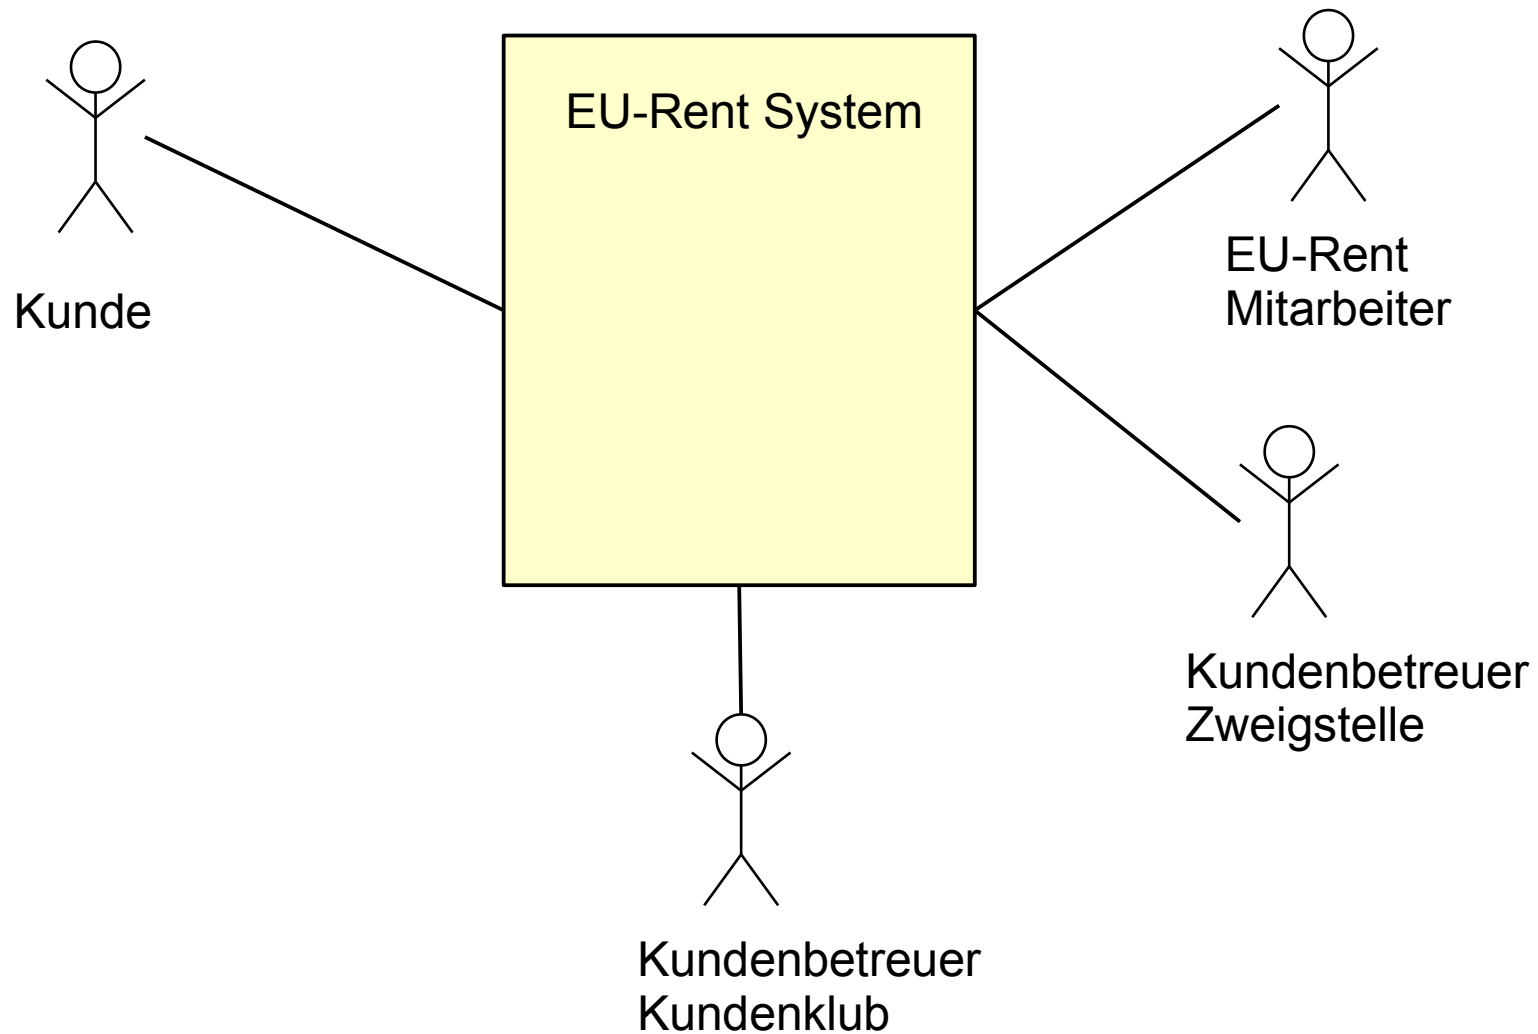 EU-Rent System
Kunde
EU-Rent
Mitarbeiter
Kundenbetreuer
Zweigstelle
Kundenbetreuer
Kundenklub